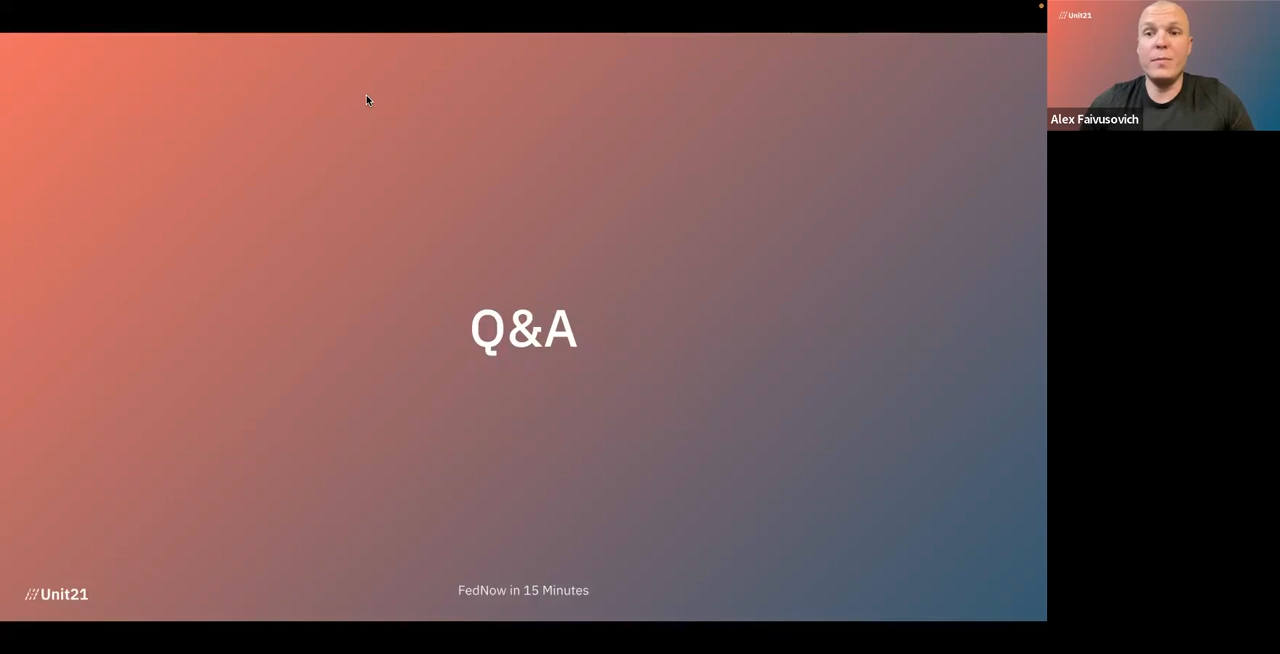 Q&A
///Unit21
FedNow in 15 Minutes
///Unit21
Alex Faivusovich